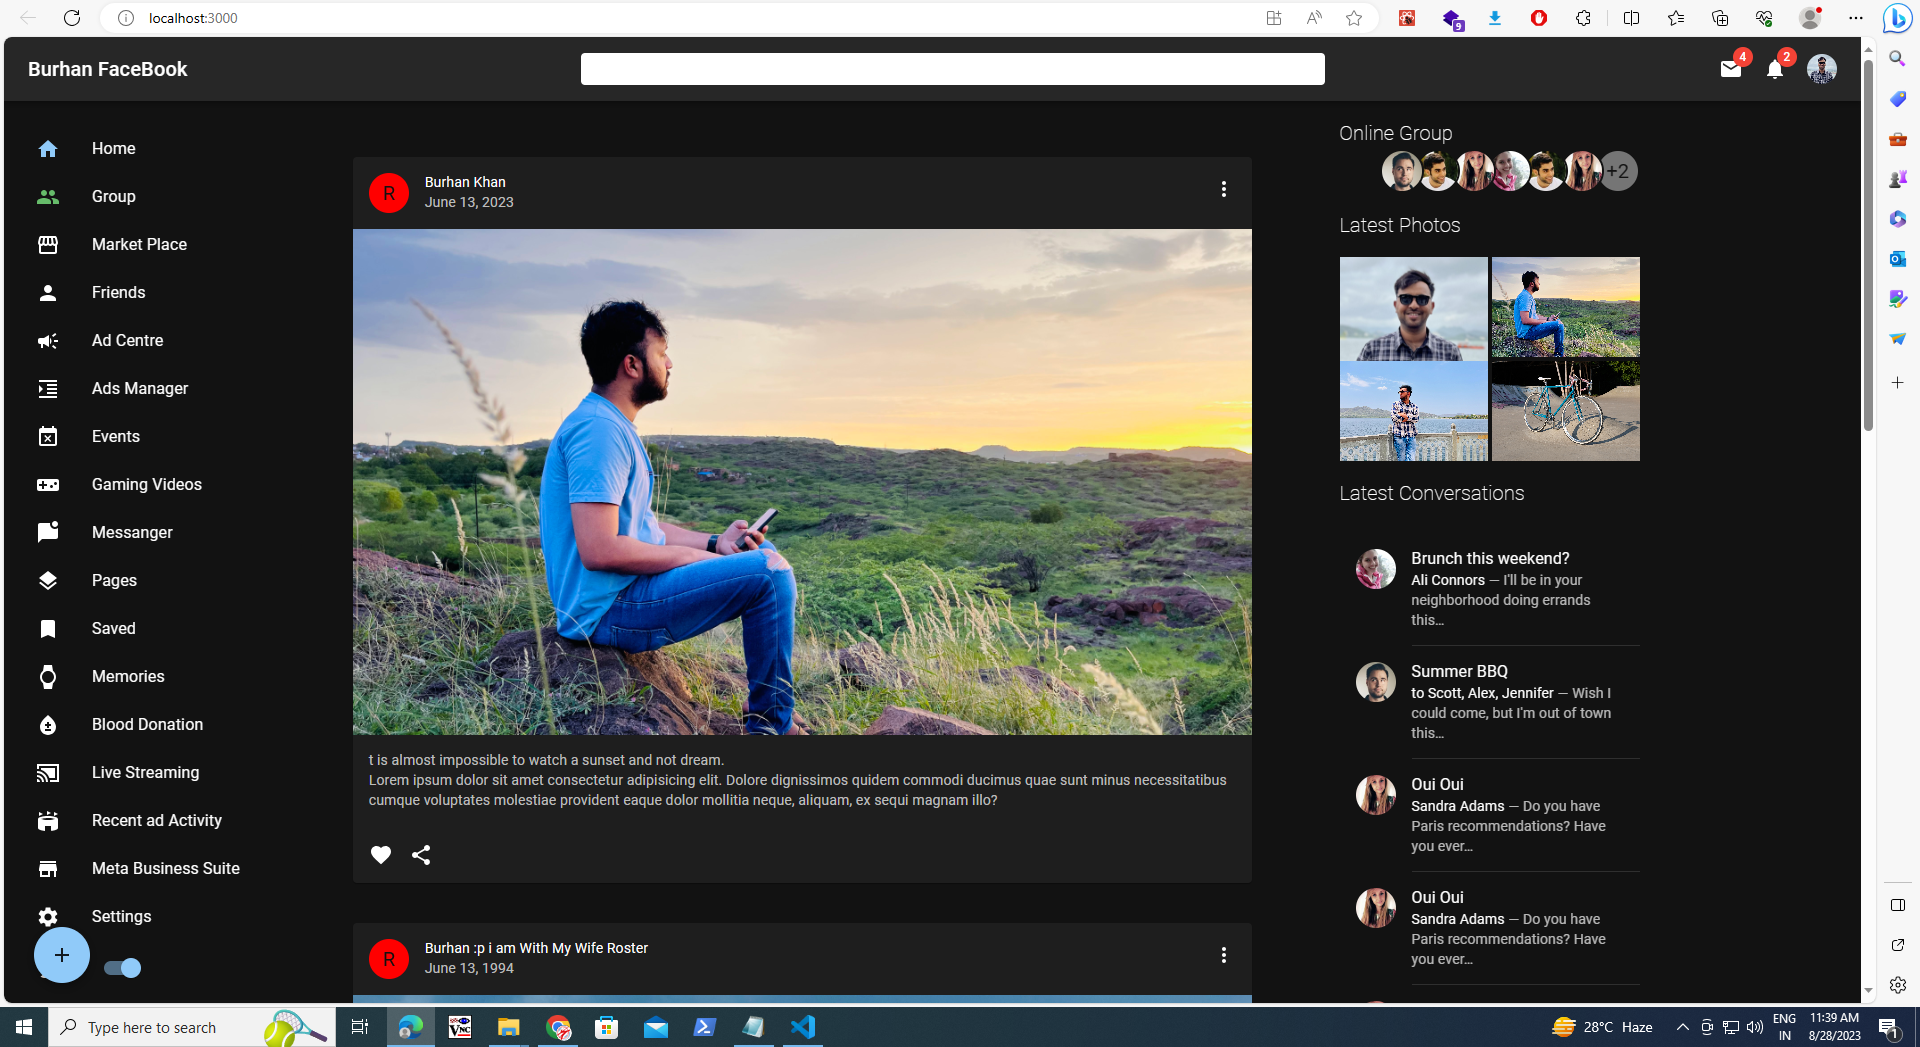 localhost:3000
9
Burhan FaceBook
4
2
Home
Group
Market Place
Friends
Ad Centre
Ads Manager
Events
Gaming Videos
Messanger
Pages
Saved
Memories
Blood Donation
Live Streaming
Recent ad Activity
Meta Business Suite
Settings
+
R
Burhan Khan
June 13, 2023
t is almost impossible to watch a sunset and not dream.
Lorem ipsum dolor sit amet consectetur adipisicing elit. Dolore dignissimos quidem commodi ducimus quae sunt minus necessitatibus
cumque voluptates molestiae provident eaque dolor mollitia neque, aliquam, ex sequi magnam illo?
R
Burhan :p i am With My Wife Roster
June 13, 1994
Online Group
+2
Latest Photos
Latest Conversations
Brunch this weekend?
Ali Connors — I'll be in your
neighborhood doing errands
this…
Summer BBQ
to Scott, Alex, Jennifer — Wish I
could come, but I'm out of town
this…
Oui Oui
Sandra Adams — Do you have
Paris recommendations? Have
you ever…
Oui Oui
Sandra Adams — Do you have
Paris recommendations? Have
you ever…
Type here to search
VNC
28°C Haze
ENG
IN
11:39 AM
8/28/2023
1